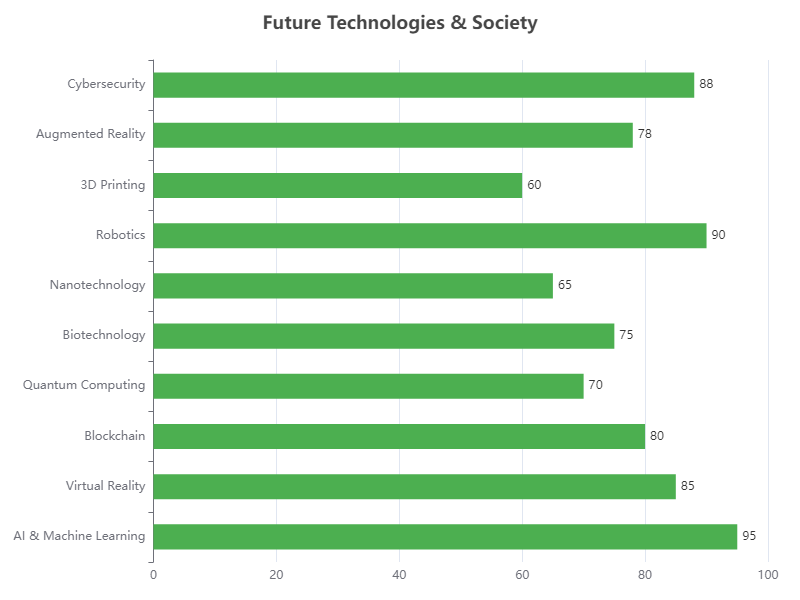 Future Technologies & Society
Cybersecurity 88
Augmented Reality 78
3D Printing 60
Robotics 90
Nanotechnology 65
Biotechnology 75
Quantum Computing 70
Blockchain 80
Virtual Reality 85
AI & Machine Learning 95
0 20 40 60 80 100